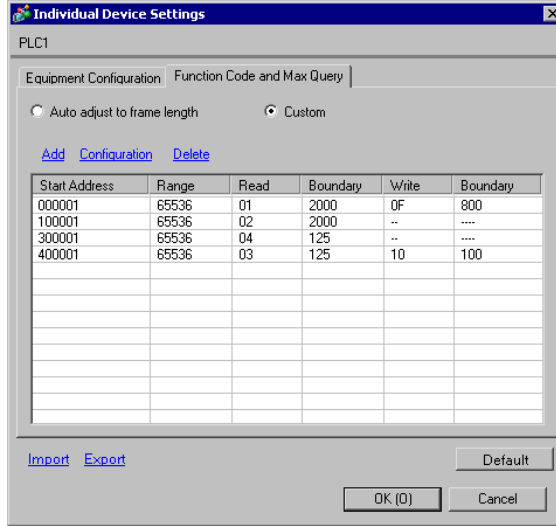 Individual Device Settings
PLC1
Equipment Configuration Function Code and Max Query
Auto adjust to frame length Custom
Add Configuration Delete
Start Address Range Read Boundary Write Boundary
000001 65536 01 2000 0F 800
100001 65536 02 2000 -- ----
300001 65536 04 125 -- ----
400001 65536 03 125 10 100
Import Export Default
OK (O) Cancel